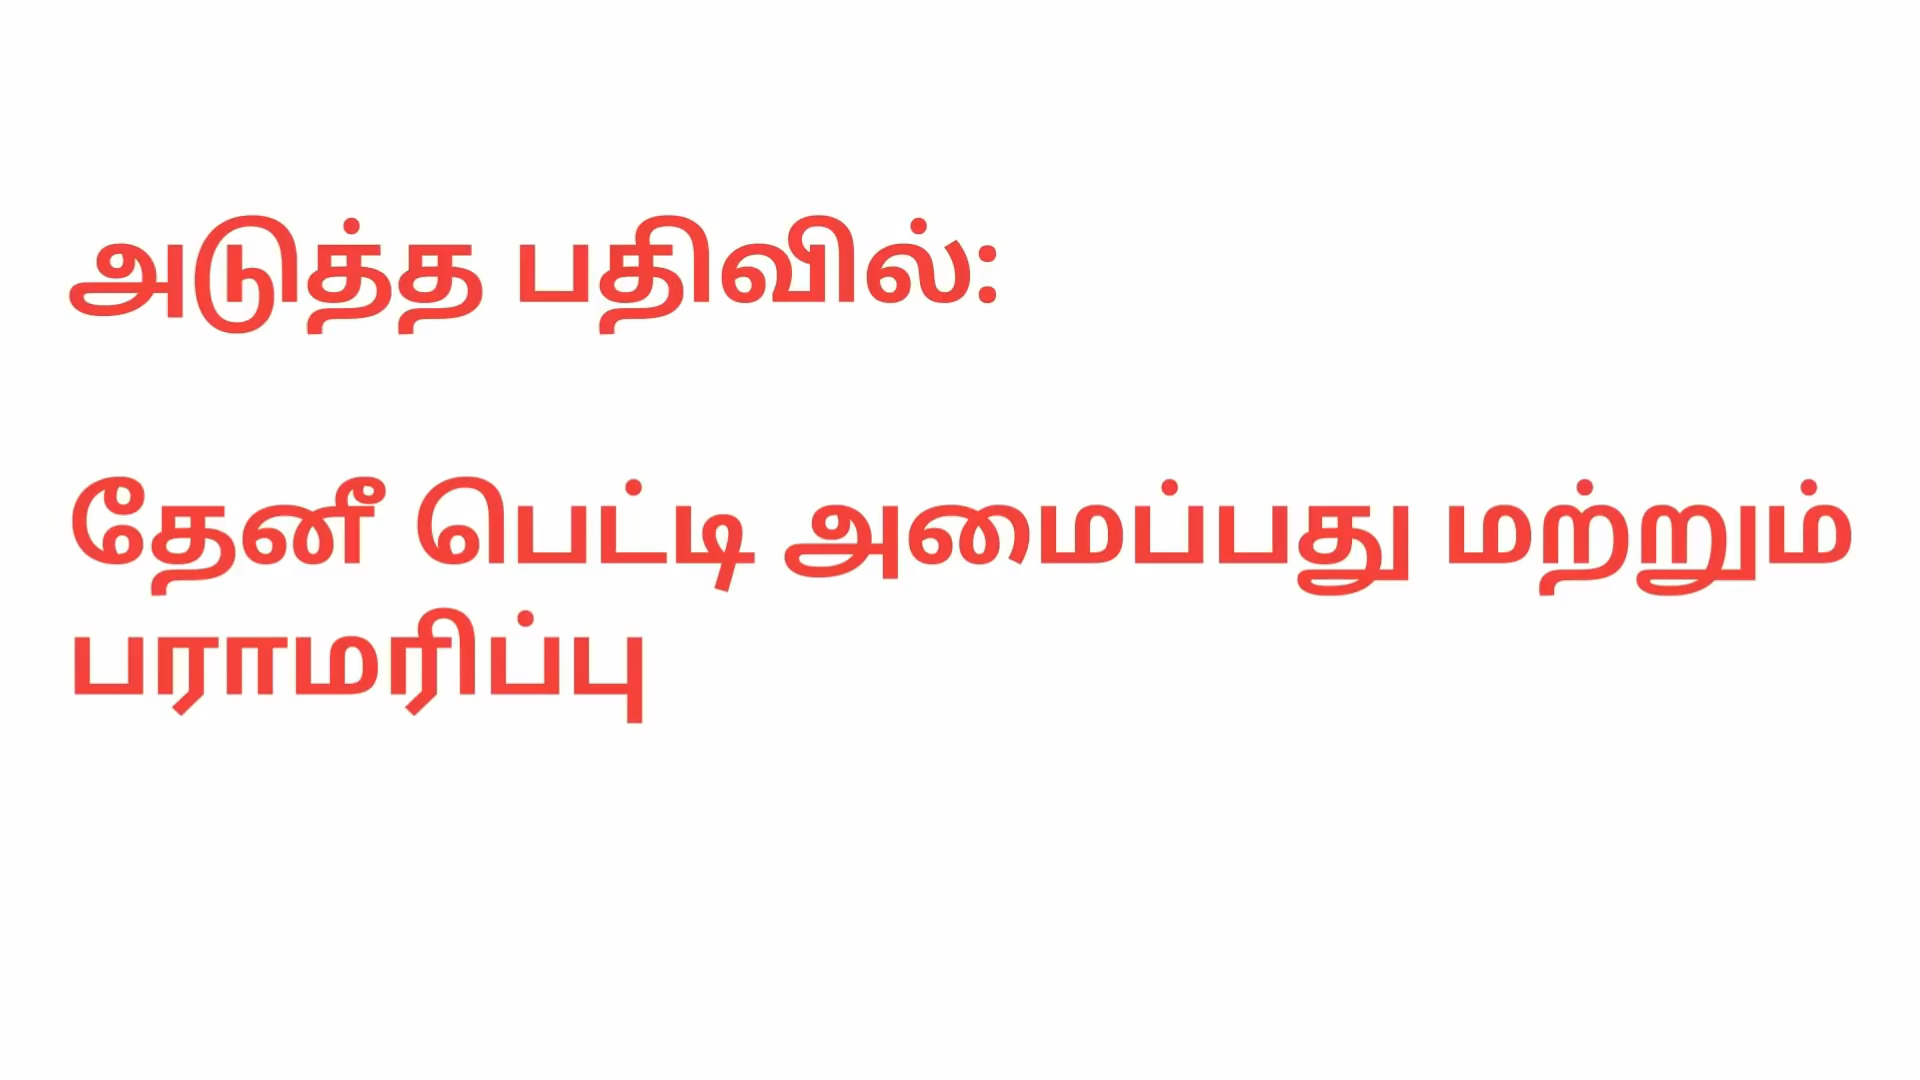 அடுத்த பதிவில்:
தேனீ பெட்டி அமைப்பது மற்றும்
பராமரிப்பு